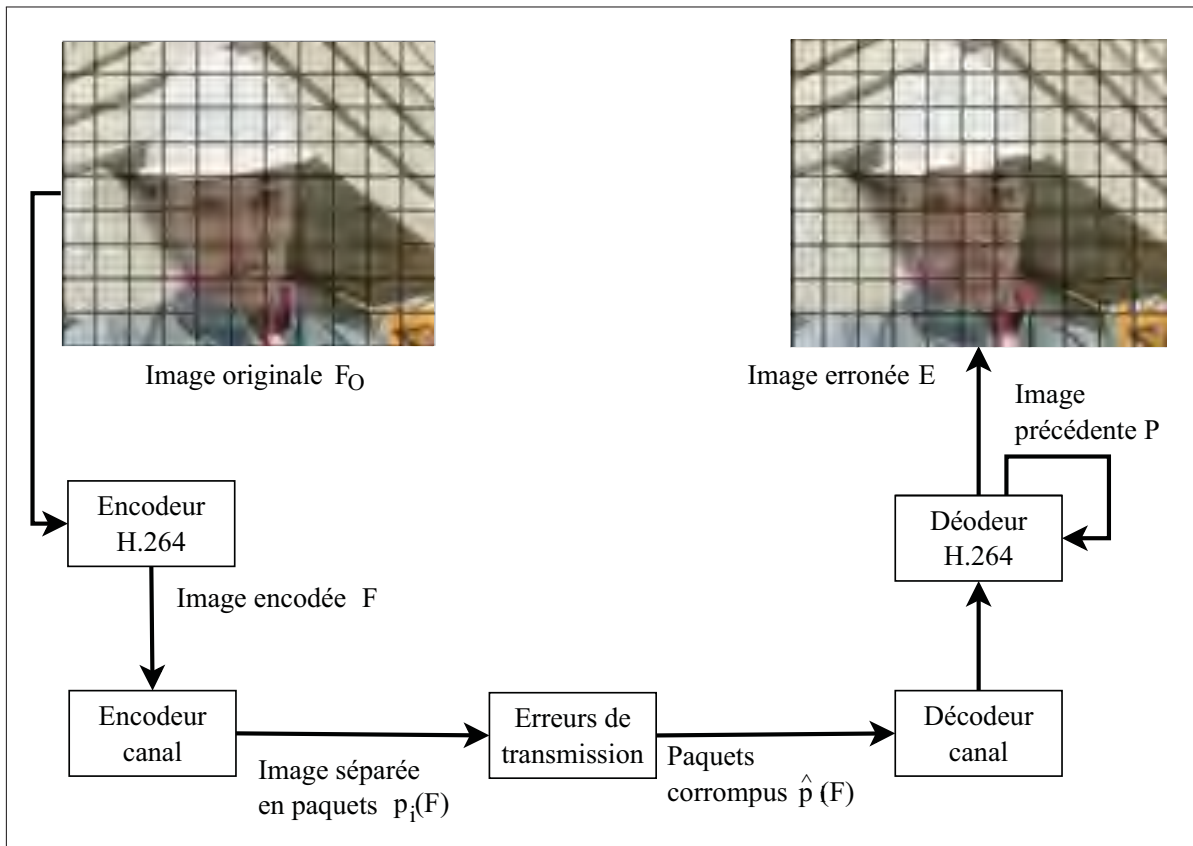 Image originale F_O
Image erronée E
Image
précédente P
Encodeur
H.264
Déodeur
H.264
Image encodée F
Encodeur
canal
Erreurs de
transmission
Décodeur
canal
Image séparée
en paquets p_i(F)
Paquets
corrompus p̂ (F)